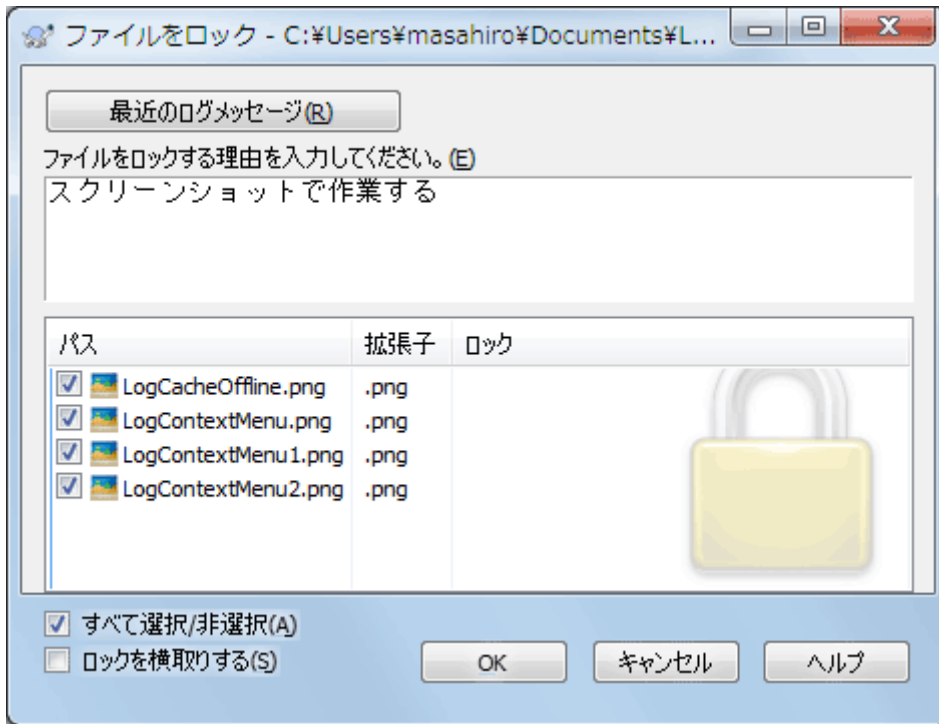 ファイルをロック - C:¥Users¥masahiro¥Documents¥L...
最近のログメッセージ(R)
ファイルをロックする理由を入力してください。(E)
スクリーンショットで作業する
パス 拡張子 ロック
LogCacheOffline.png .png
LogContextMenu.png .png
LogContextMenu1.png .png
LogContextMenu2.png .png
すべて選択/非選択(A)
ロックを横取りする(S)
OK キャンセル ヘルプ